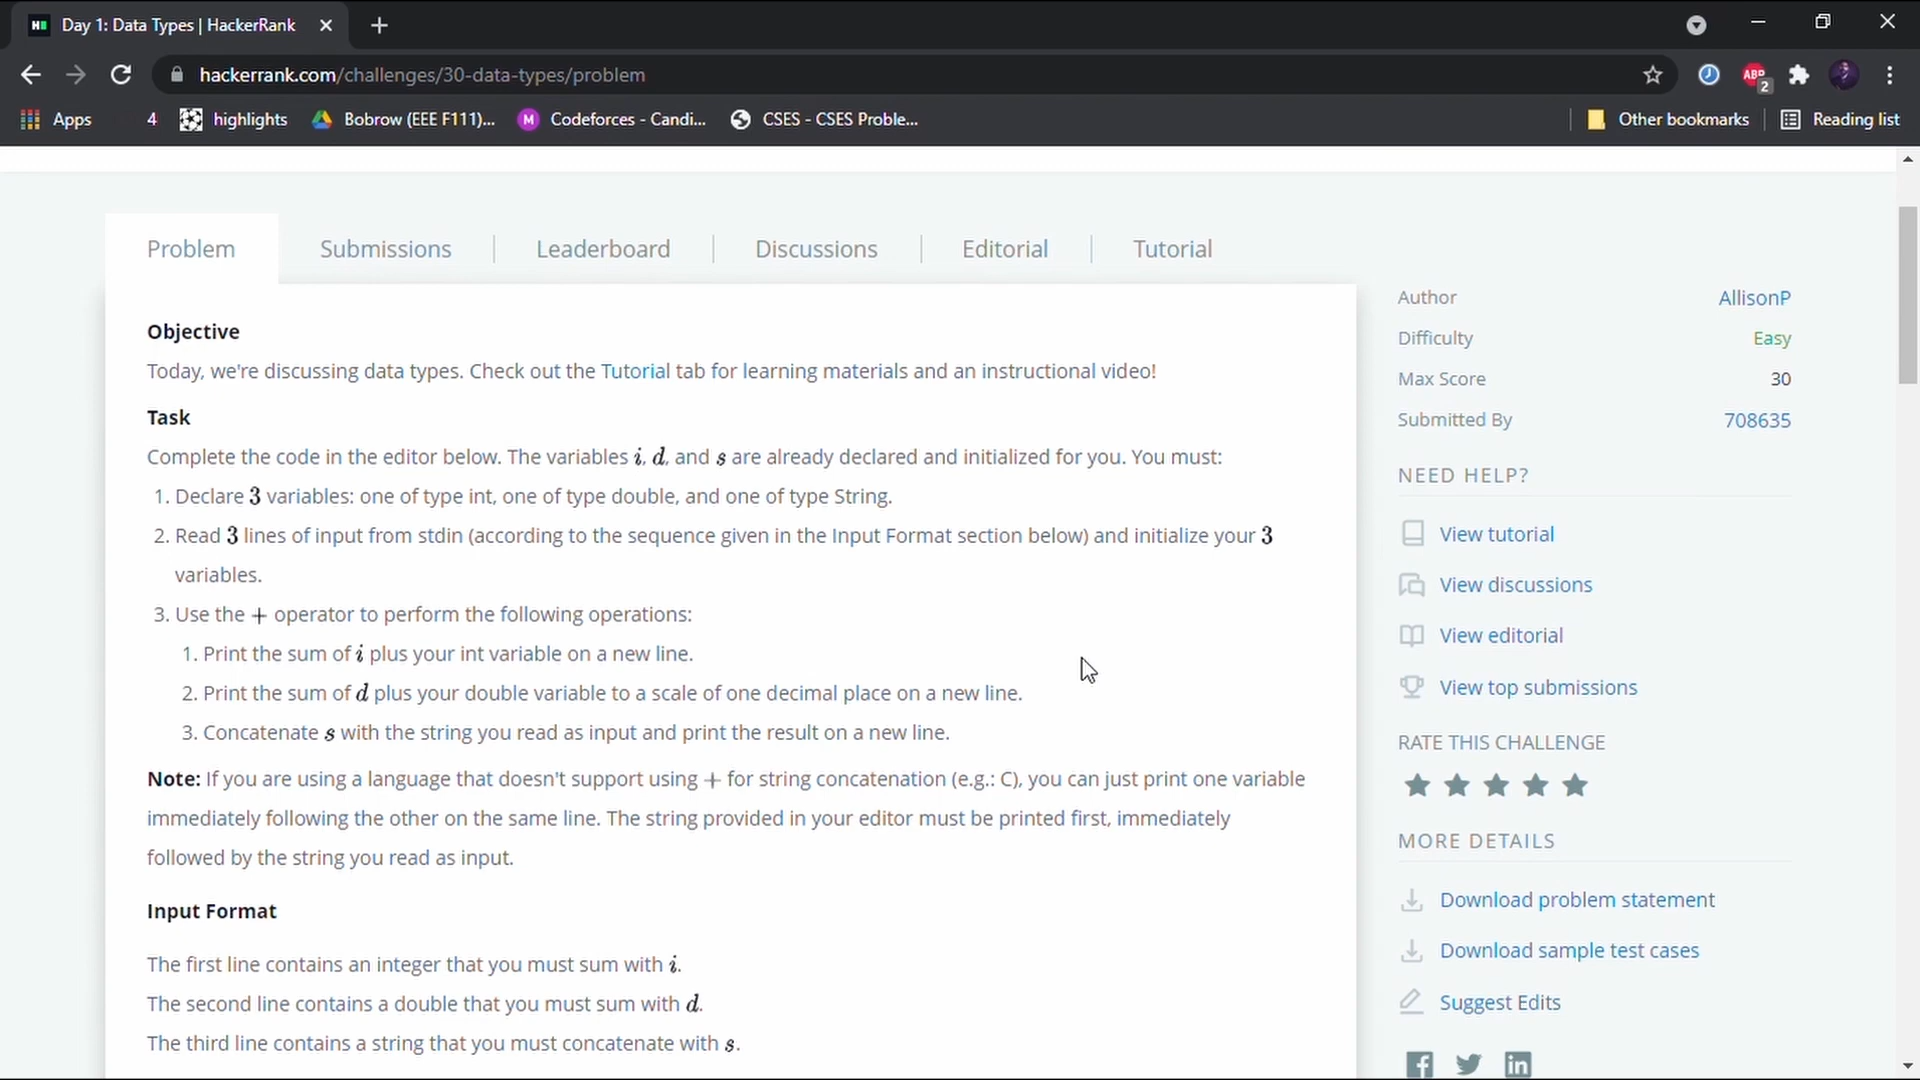 Day 1: Data Types | HackerRank
hackerrank.com/challenges/30-data-types/problem
ABP
2
Apps
4
highlights
Bobrow (EEE F111)...
M
Codeforces - Candi...
CSES - CSES Proble...
Other bookmarks
Reading list
Problem
Submissions
Leaderboard
Discussions
Editorial
Tutorial
Objective
Today, we're discussing data types. Check out the Tutorial tab for learning materials and an instructional video!
Task
Complete the code in the editor below. The variables i, d, and s are already declared and initialized for you. You must:
1. Declare 3 variables: one of type int, one of type double, and one of type String.
2. Read 3 lines of input from stdin (according to the sequence given in the Input Format section below) and initialize your 3
variables.
3. Use the + operator to perform the following operations:
1. Print the sum of i plus your int variable on a new line.
2. Print the sum of d plus your double variable to a scale of one decimal place on a new line.
3. Concatenate s with the string you read as input and print the result on a new line.
Note: If you are using a language that doesn't support using + for string concatenation (e.g.: C), you can just print one variable
immediately following the other on the same line. The string provided in your editor must be printed first, immediately
followed by the string you read as input.
Input Format
The first line contains an integer that you must sum with i.
The second line contains a double that you must sum with d.
The third line contains a string that you must concatenate with s.
Author AllisonP
Difficulty Easy
Max Score 30
Submitted By 708635
NEED HELP?
View tutorial
View discussions
View editorial
View top submissions
RATE THIS CHALLENGE
MORE DETAILS
Download problem statement
Download sample test cases
Suggest Edits